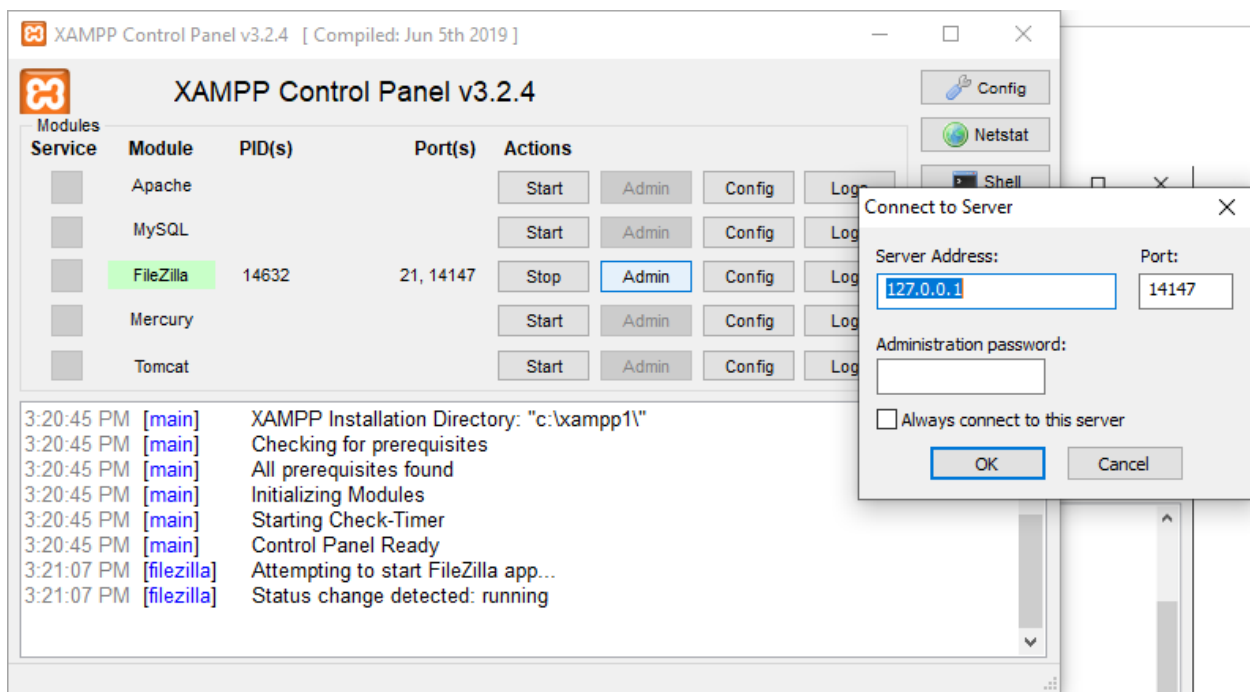 XAMPP Control Panel v3.2.4 [ Compiled: Jun 5th 2019 ]
XAMPP Control Panel v3.2.4
Config
Netstat
Shell
Modules
Service Module PID(s) Port(s) Actions
Apache Start Admin Config Logs
MySQL Start Admin Config Log
FileZilla 14632 21, 14147 Stop Admin Config Log
Mercury Start Admin Config Log
Tomcat Start Admin Config Log
Connect to Server
Server Address: Port:
127.0.0.1 14147
Administration password:
Always connect to this server
OK Cancel
3:20:45 PM [main] XAMPP Installation Directory: "c:\xampp1\"
3:20:45 PM [main] Checking for prerequisites
3:20:45 PM [main] All prerequisites found
3:20:45 PM [main] Initializing Modules
3:20:45 PM [main] Starting Check-Timer
3:20:45 PM [main] Control Panel Ready
3:21:07 PM [filezilla] Attempting to start FileZilla app...
3:21:07 PM [filezilla] Status change detected: running